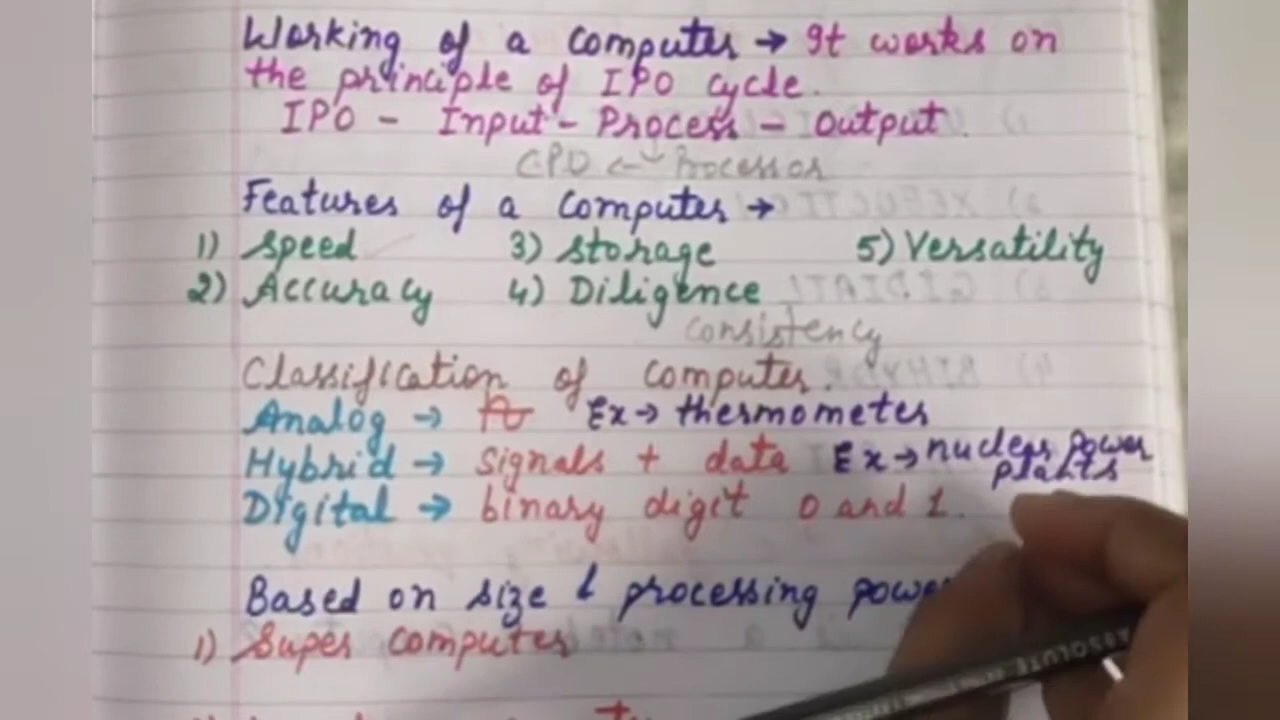 Working of a computer → It works on
the principle of IPO cycle.
IPO - Input - Process - Output.
CPU ← Processor
Features of a computer →
1) Speed 3) Storage 5) Versatility
2) Accuracy 4) Diligence
consistency
Classification of computer.
Analog → Ex → thermometer
Hybrid → Signals + data Ex → nuclear power plants
Digital → binary digit 0 and 1.
Based on size & processing power
1) Super computer
ABSOLUTE